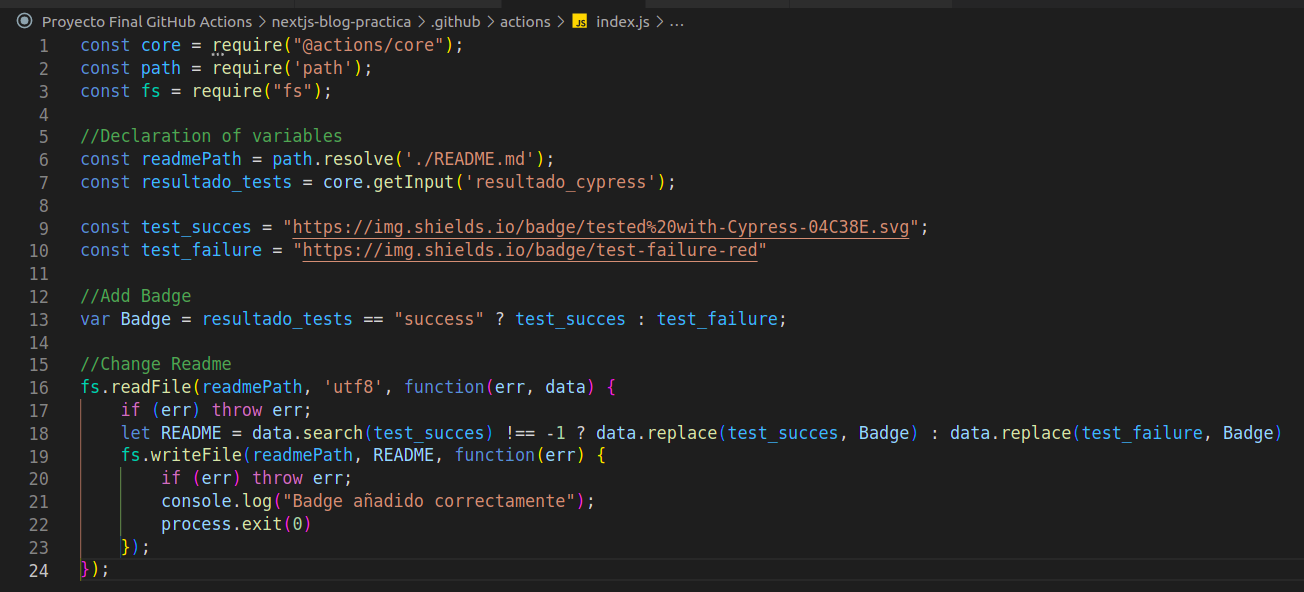 Proyecto Final GitHub Actions > nextjs-blog-practica > .github > actions > JS index.js > ...
1 const core = require("@actions/core");
2 const path = require('path');
3 const fs = require("fs");
4
5 //Declaration of variables
6 const readmePath = path.resolve('./README.md');
7 const resultado_tests = core.getInput('resultado_cypress');
8
9 const test_succes = "https://img.shields.io/badge/tested%20with-Cypress-04C38E.svg";
10 const test_failure = "https://img.shields.io/badge/test-failure-red"
11
12 //Add Badge
13 var Badge = resultado_tests == "success" ? test_succes : test_failure;
14
15 //Change Readme
16 fs.readFile(readmePath, 'utf8', function(err, data) {
17     if (err) throw err;
18     let README = data.search(test_succes) !== -1 ? data.replace(test_succes, Badge) : data.replace(test_failure, Badge)
19     fs.writeFile(readmePath, README, function(err) {
20         if (err) throw err;
21         console.log("Badge añadido correctamente");
22         process.exit(0)
23     });
24 });